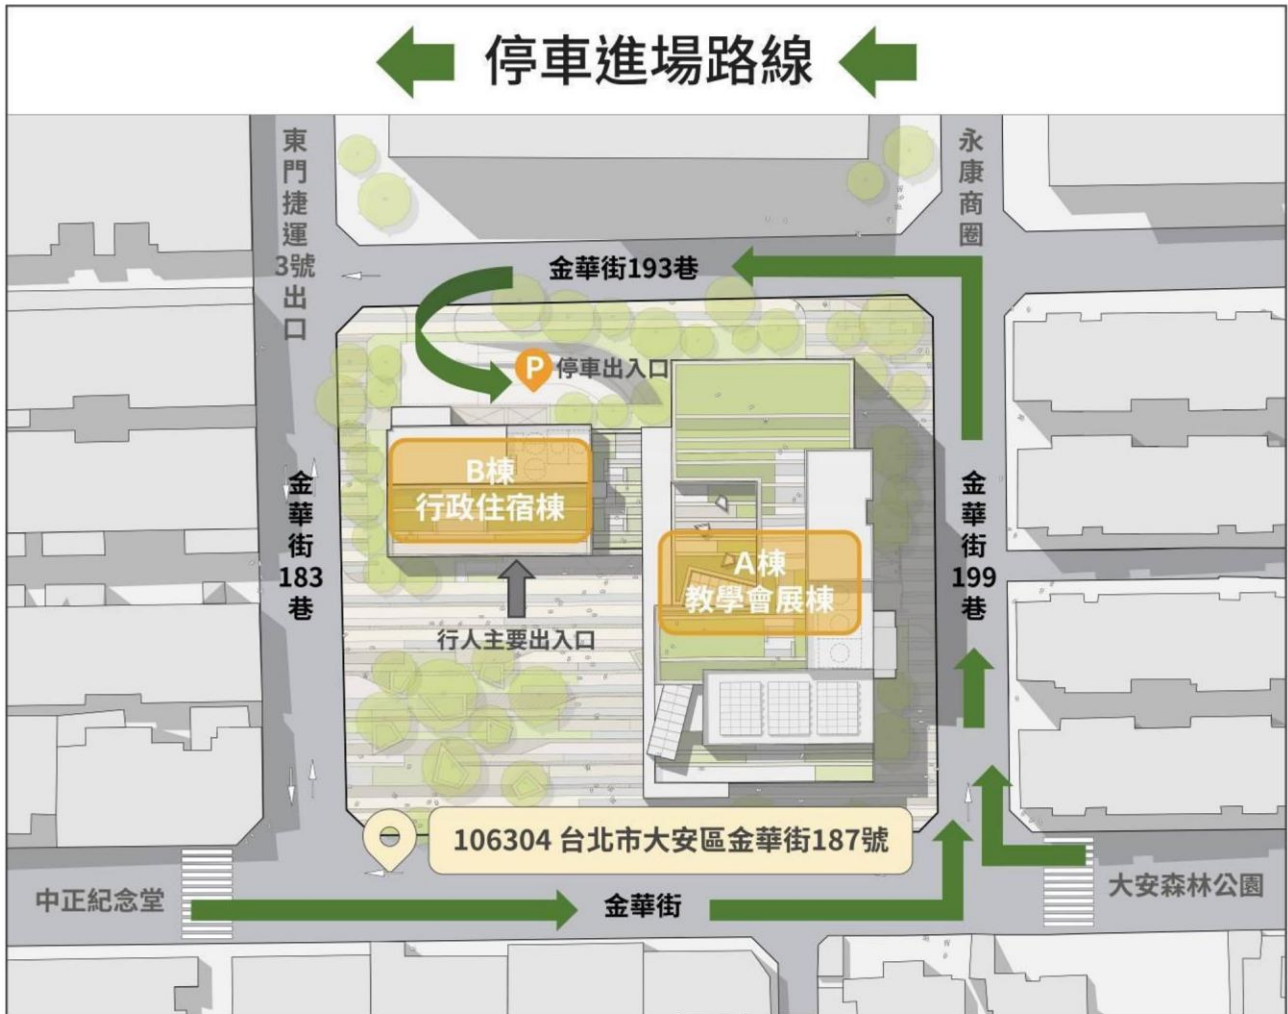 停車進場路線
東門捷運3號出口
永康商圈
金華街193巷
P 停車出入口
B棟
行政住宿棟
金華街183巷
金華街199巷
A棟
教學會展棟
行人主要出入口
106304 台北市大安區金華街187號
中正紀念堂
金華街
大安森林公園